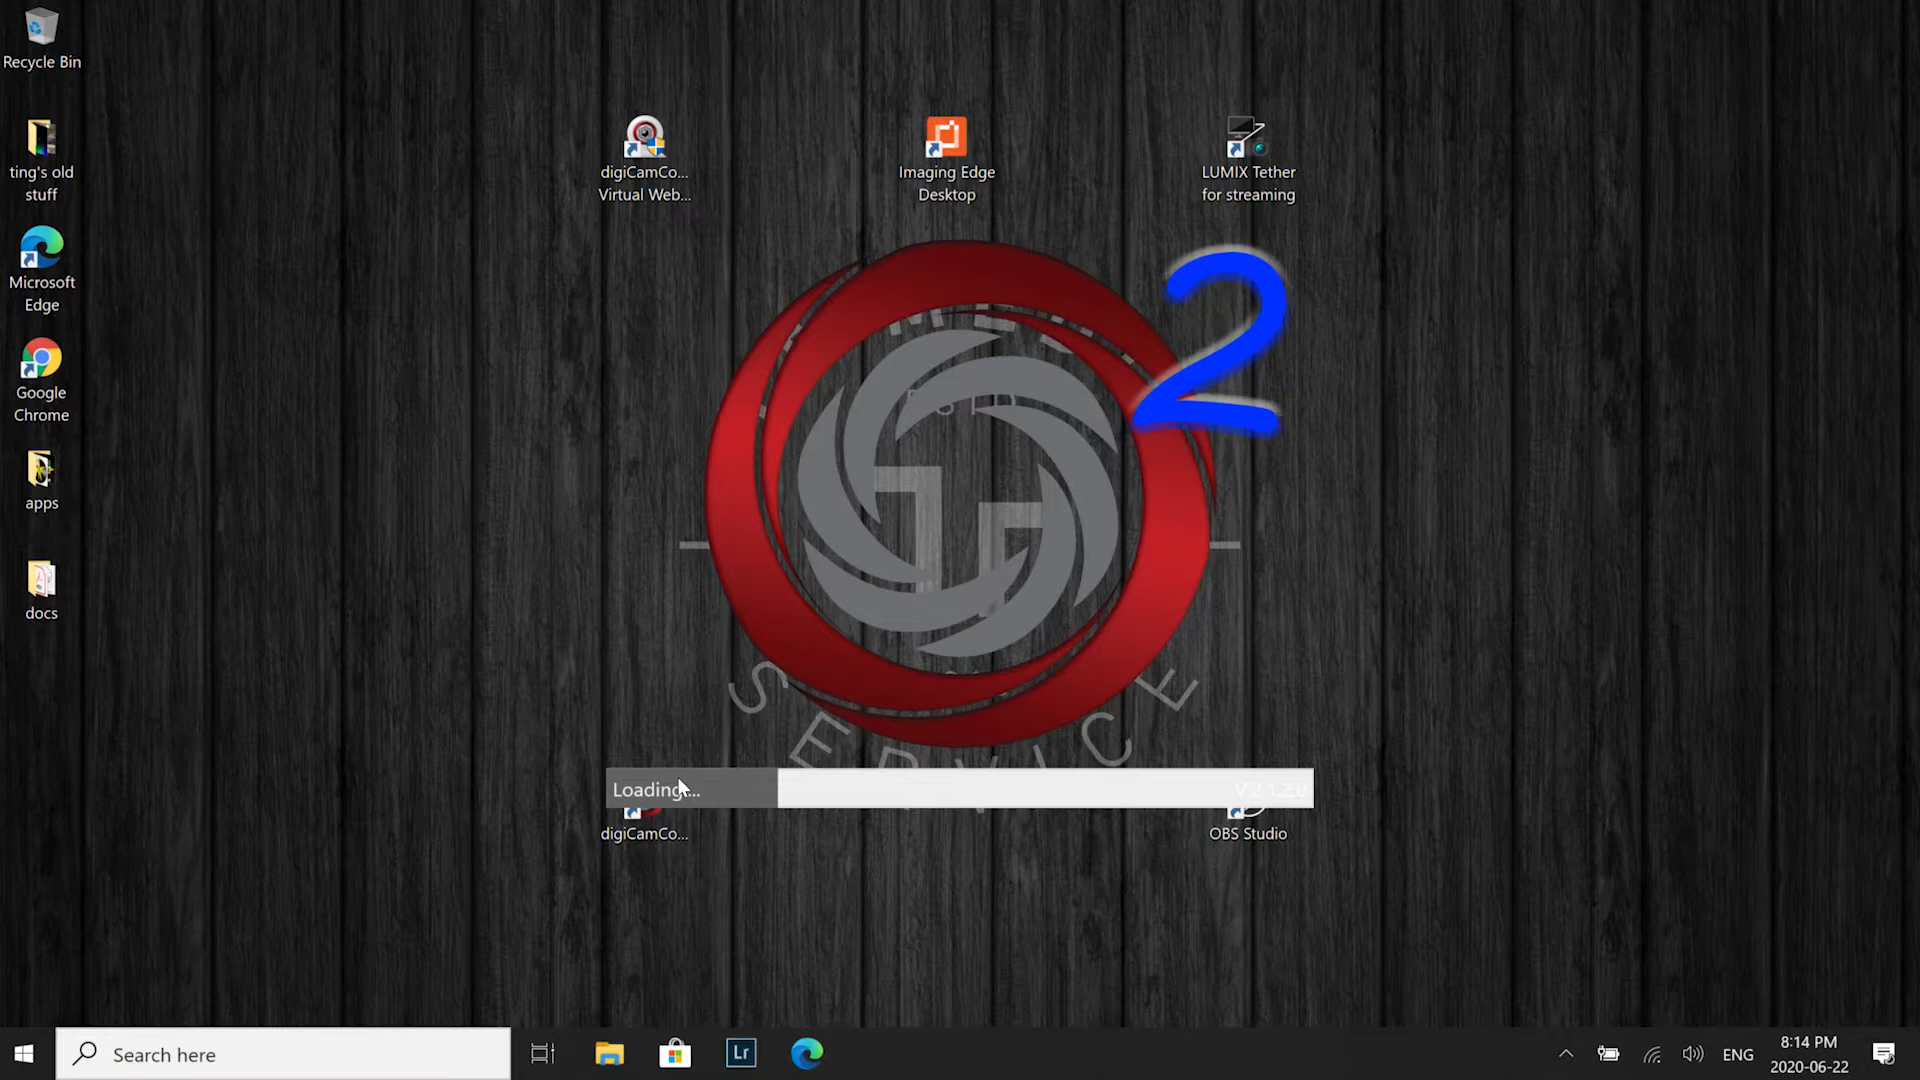 Recycle Bin
ting's old
stuff
Microsoft
Edge
Google
Chrome
apps
docs
digiCamCo...
Virtual Web...
Imaging Edge
Desktop
LUMIX Tether
for streaming
2
SERVICE
Loading...
digiCamCo...
OBS Studio
Search here
Lr
ENG
8:14 PM
2020-06-22